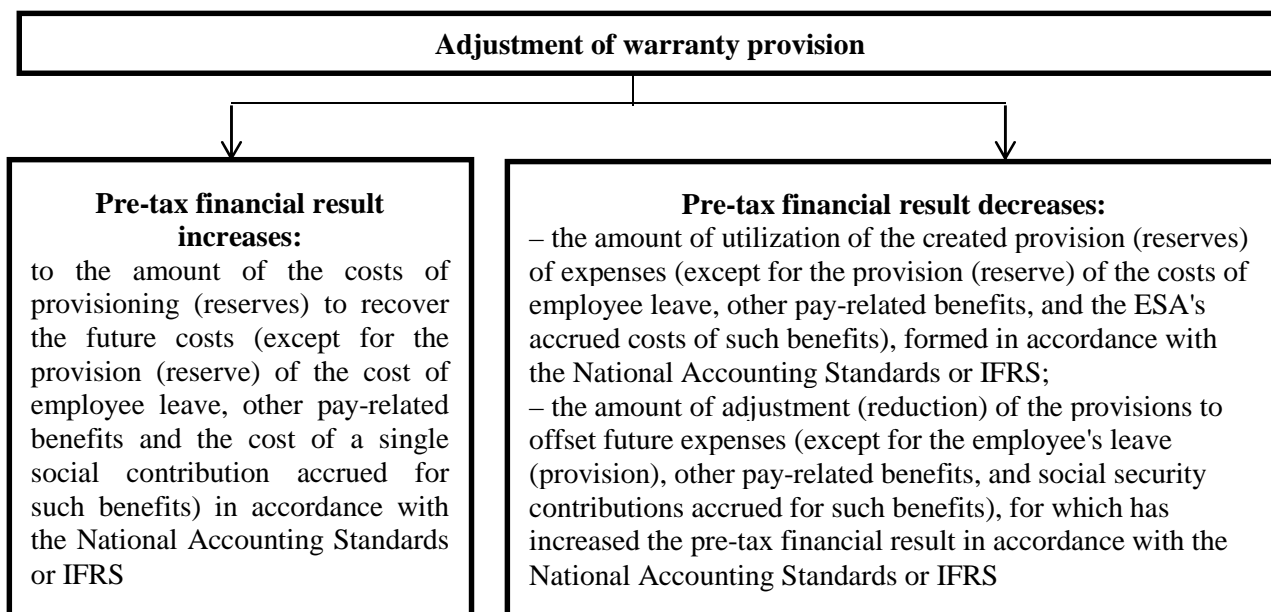 Adjustment of warranty provision
Pre-tax financial result
increases:
to the amount of the costs of
provisioning (reserves) to recover
the future costs (except for the
provision (reserve) of the cost of
employee leave, other pay-related
benefits and the cost of a single
social contribution accrued for
such benefits) in accordance with
the National Accounting Standards
or IFRS
Pre-tax financial result decreases:
– the amount of utilization of the created provision (reserves)
of expenses (except for the provision (reserve) of the costs of
employee leave, other pay-related benefits, and the ESA's
accrued costs of such benefits), formed in accordance with
the National Accounting Standards or IFRS;
– the amount of adjustment (reduction) of the provisions to
offset future expenses (except for the employee's leave
(provision), other pay-related benefits, and social security
contributions accrued for such benefits), for which has
increased the pre-tax financial result in accordance with the
National Accounting Standards or IFRS